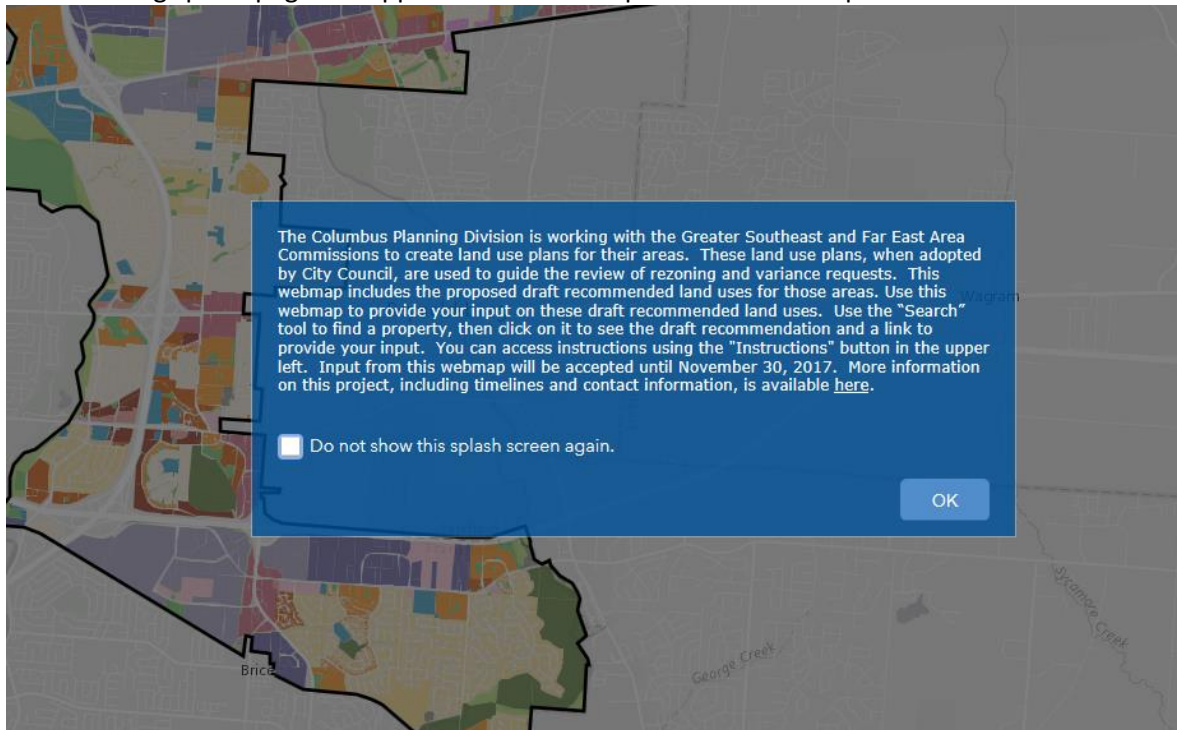 The Columbus Planning Division is working with the Greater Southeast and Far East Area
Commissions to create land use plans for their areas.  These land use plans, when adopted
by City Council, are used to guide the review of rezoning and variance requests.  This
webmap includes the proposed draft recommended land uses for those areas. Use this
webmap to provide your input on these draft recommended land uses.  Use the “Search”
tool to find a property, then click on it to see the draft recommendation and a link to
provide your input.  You can access instructions using the "Instructions" button in the upper
left.  Input from this webmap will be accepted until November 30, 2017.  More information
on this project, including timelines and contact information, is available here.
Wagram
Do not show this splash screen again.
OK
Sycamore Creek
George Creek
Brice